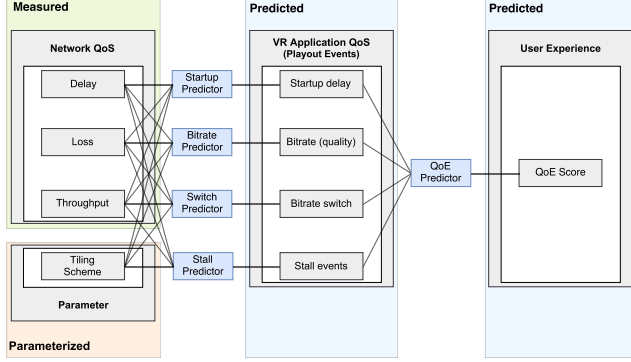 Measured
Predicted
Predicted
Network QoS
VR Application QoS
(Playout Events)
User Experience
Delay
Startup
Predictor
Startup delay
Loss
Bitrate
Predictor
Bitrate (quality)
QoE
Predictor
QoE Score
Throughput
Switch
Predictor
Bitrate switch
Tiling
Scheme
Stall
Predictor
Stall events
Parameter
Parameterized